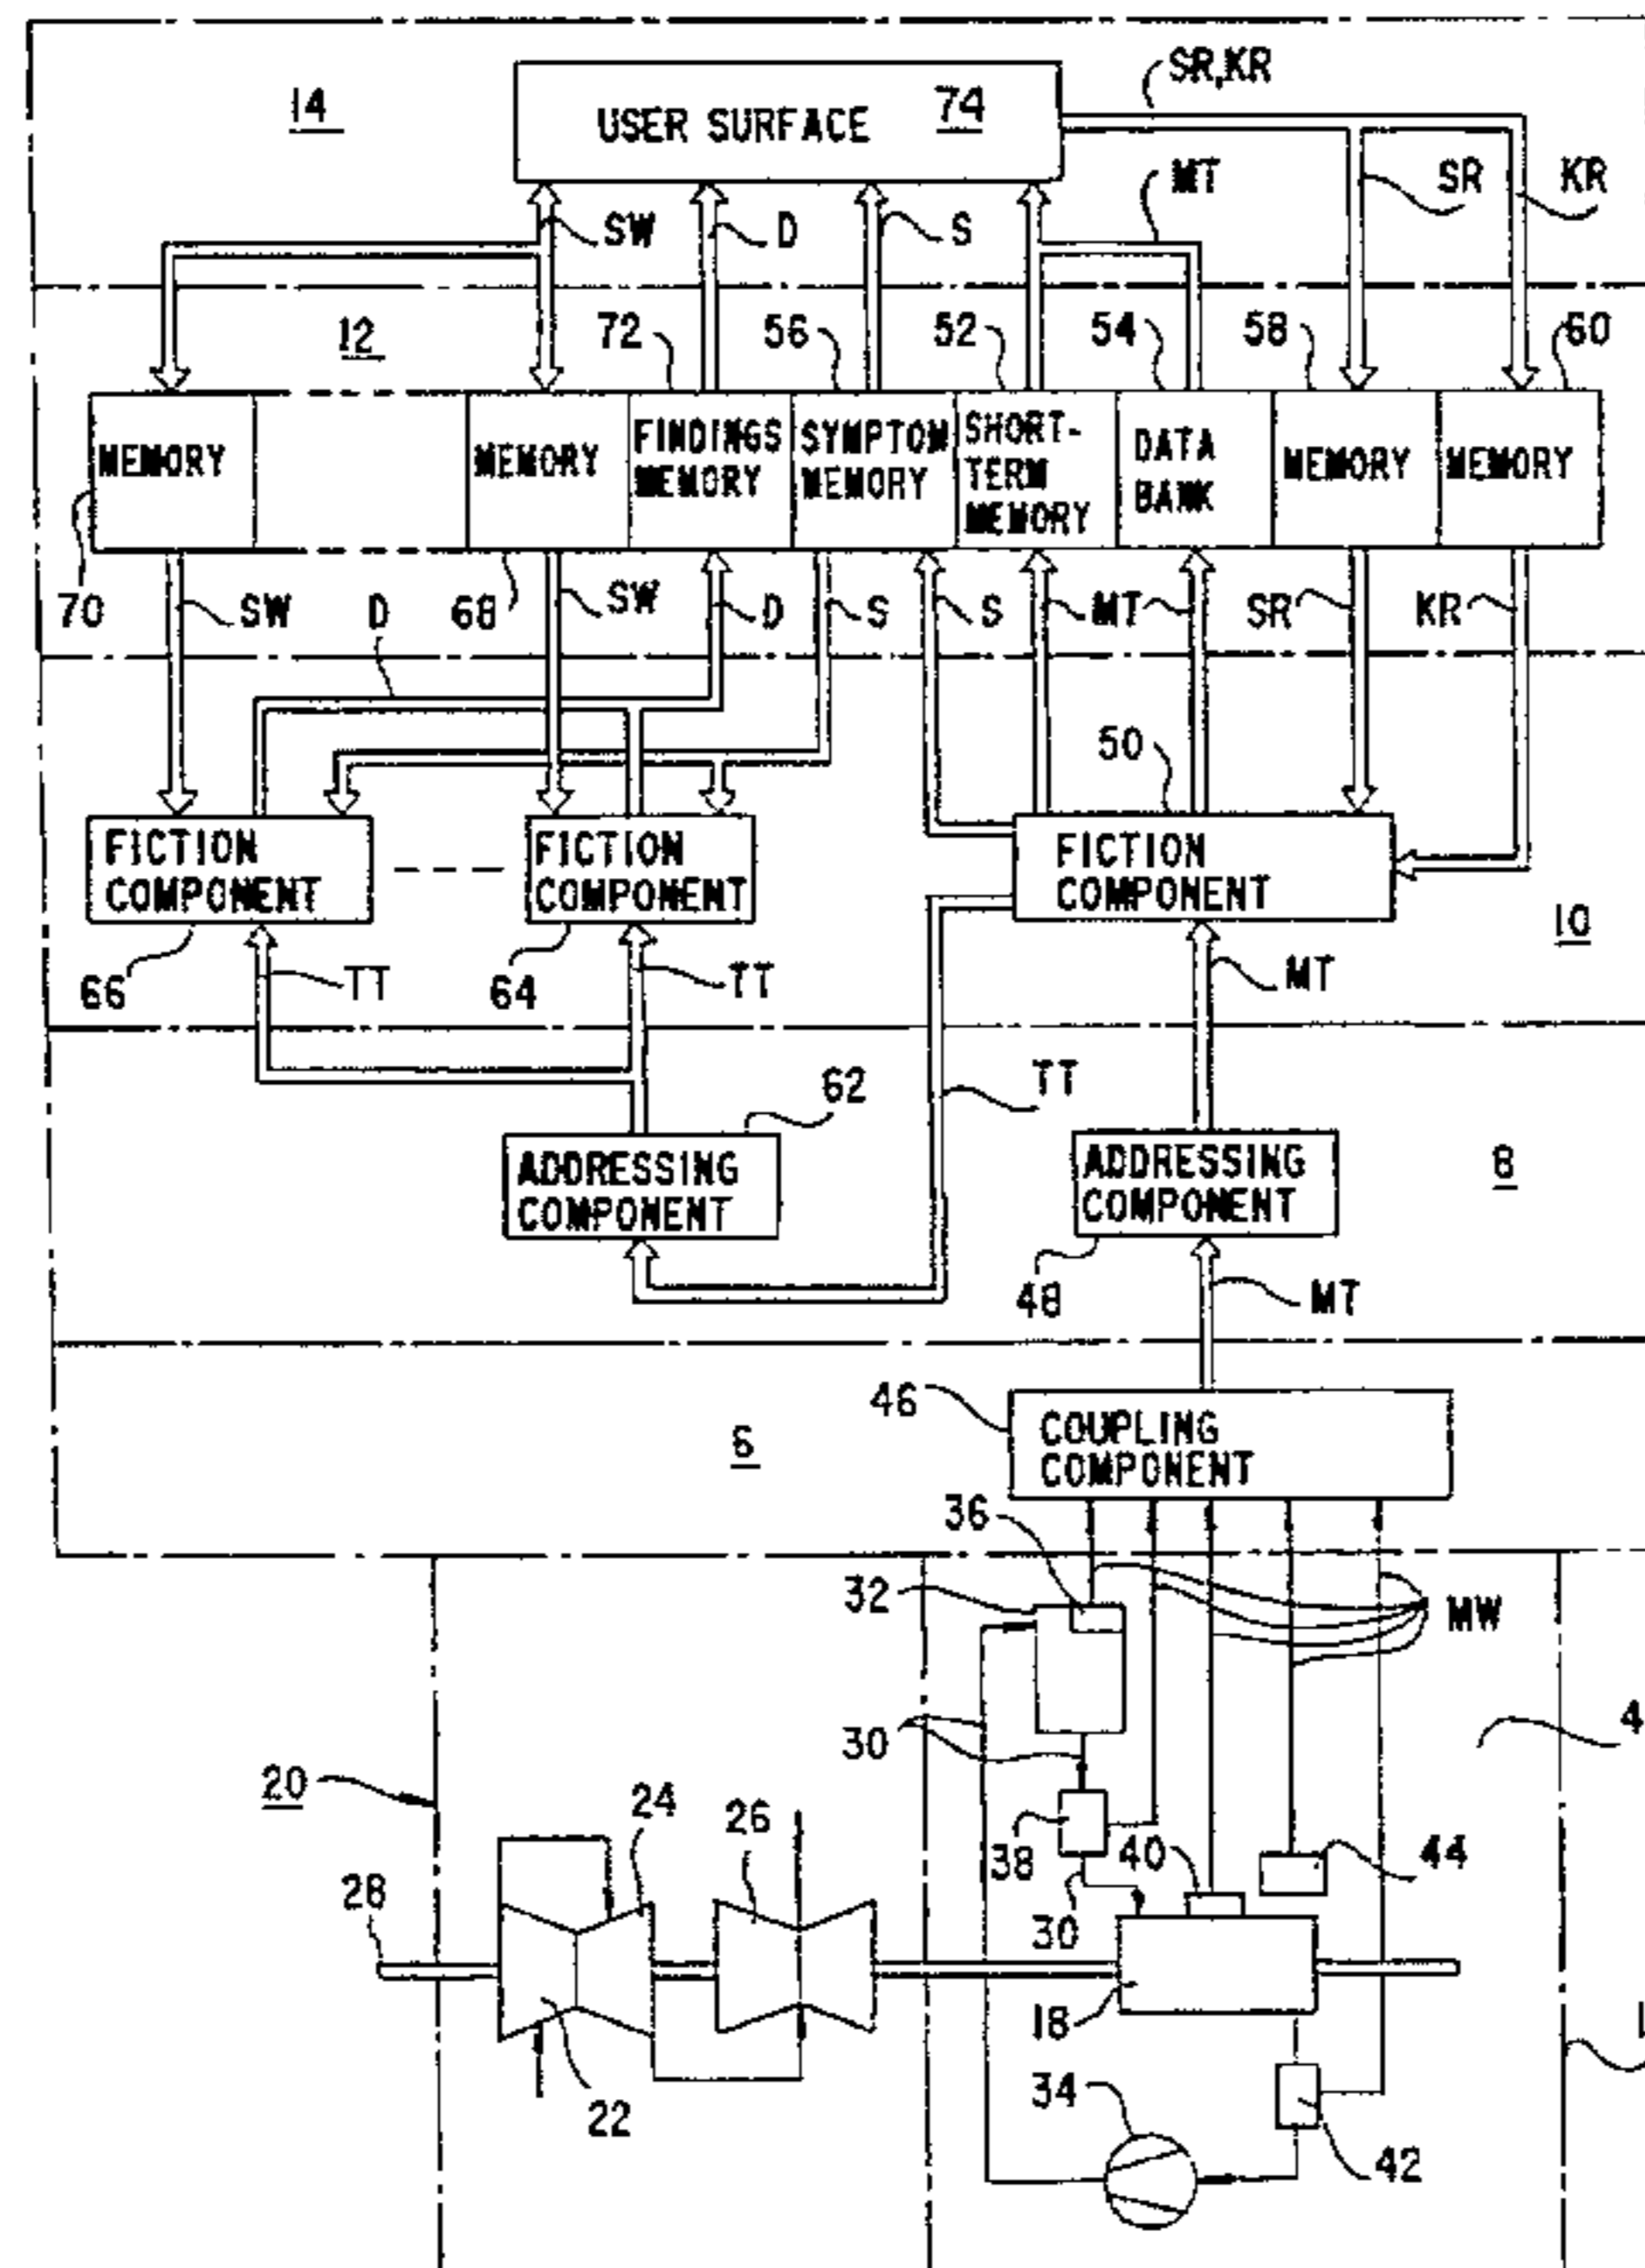 SR,KR
14
USER SURFACE 74
MT
SR
KR
SW
D
S
12
72
56
52
54
58
60
MEMORY
MEMORY
FINDINGS
MEMORY
SYMPTOM
MEMORY
SHORT-
TERM
MEMORY
DATA
BANK
MEMORY
MEMORY
70
SW
D
68
SW
D
S
S
MT
SR
KR
50
FICTION
COMPONENT
FICTION
COMPONENT
FICTION
COMPONENT
10
66
TT
64
TT
MT
62
TT
ADDRESSING
COMPONENT
ADDRESSING
COMPONENT
8
48
MT
46
COUPLING
COMPONENT
6
36
32
MW
30
4
20
24
26
38
40
44
28
30
18
22
34
42